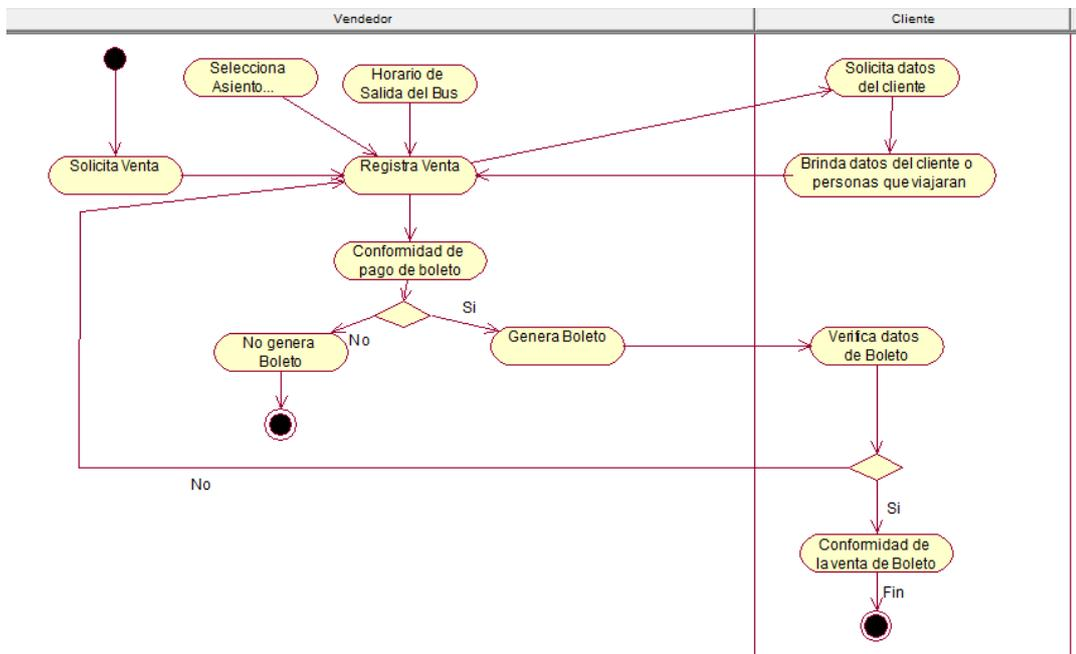 Vendedor
Cliente
Selecciona
Asiento...
Horario de
Salida del Bus
Solicita datos
del cliente
Solicita Venta
Registra Venta
Brinda datos del cliente o
personas que viajaran
Conformidad de
pago de boleto
Si
No
No genera
Boleto
Genera Boleto
Verifica datos
de Boleto
No
Si
Conformidad de
la venta de Boleto
Fin